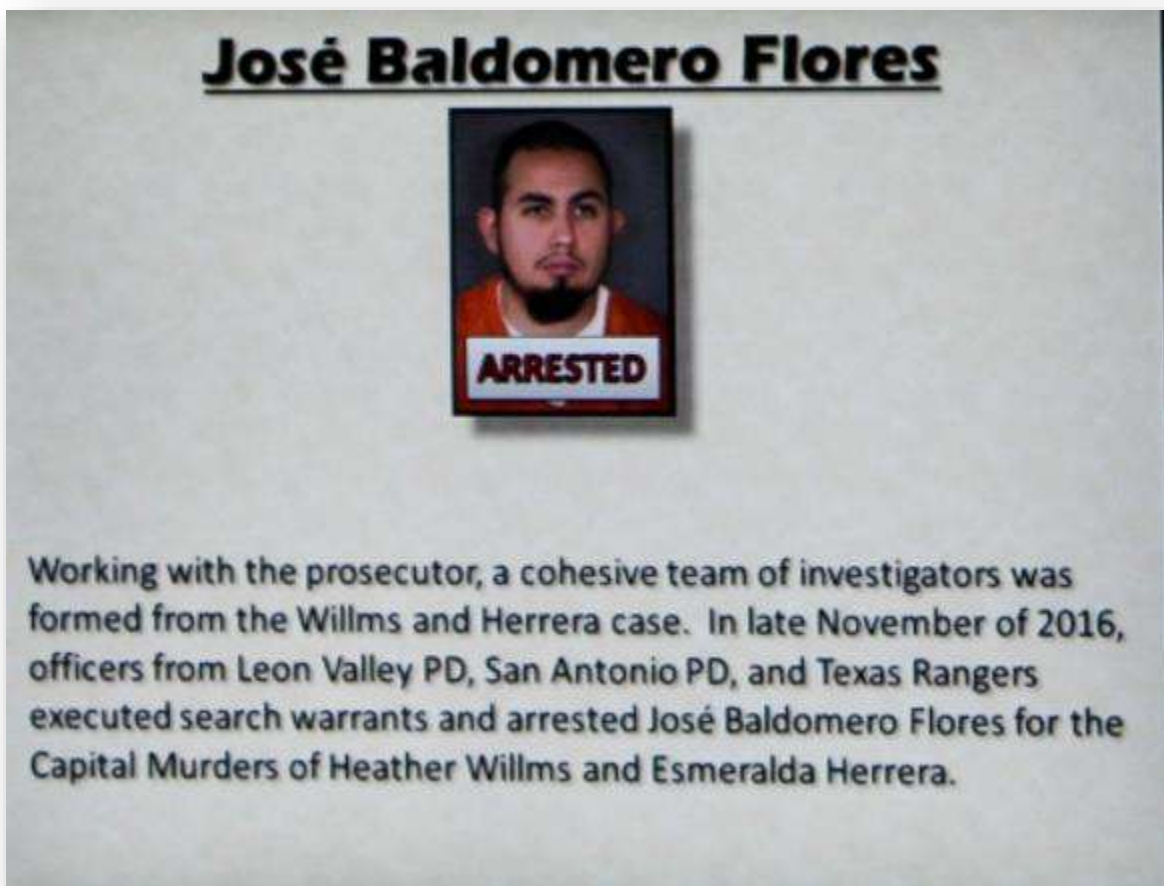 José Baldomero Flores
ARRESTED
Working with the prosecutor, a cohesive team of investigators was
formed from the Willms and Herrera case.  In late November of 2016,
officers from Leon Valley PD, San Antonio PD, and Texas Rangers
executed search warrants and arrested José Baldomero Flores for the
Capital Murders of Heather Willms and Esmeralda Herrera.